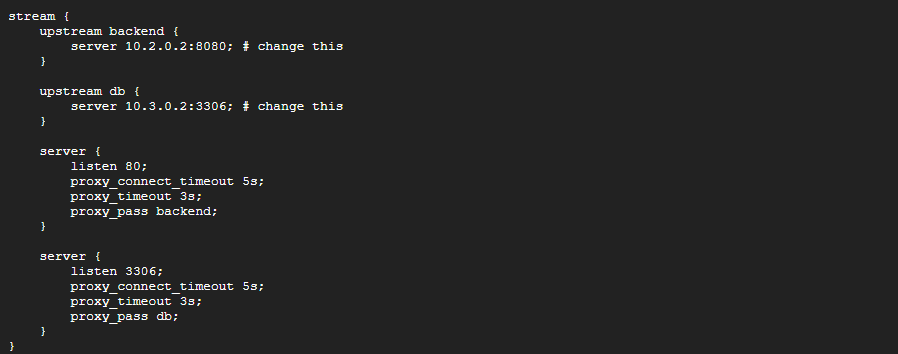 stream {
    upstream backend {
        server 10.2.0.2:8080; # change this
    }

    upstream db {
        server 10.3.0.2:3306; # change this
    }

    server {
        listen 80;
        proxy_connect_timeout 5s;
        proxy_timeout 3s;
        proxy_pass backend;
    }

    server {
        listen 3306;
        proxy_connect_timeout 5s;
        proxy_timeout 3s;
        proxy_pass db;
    }
}